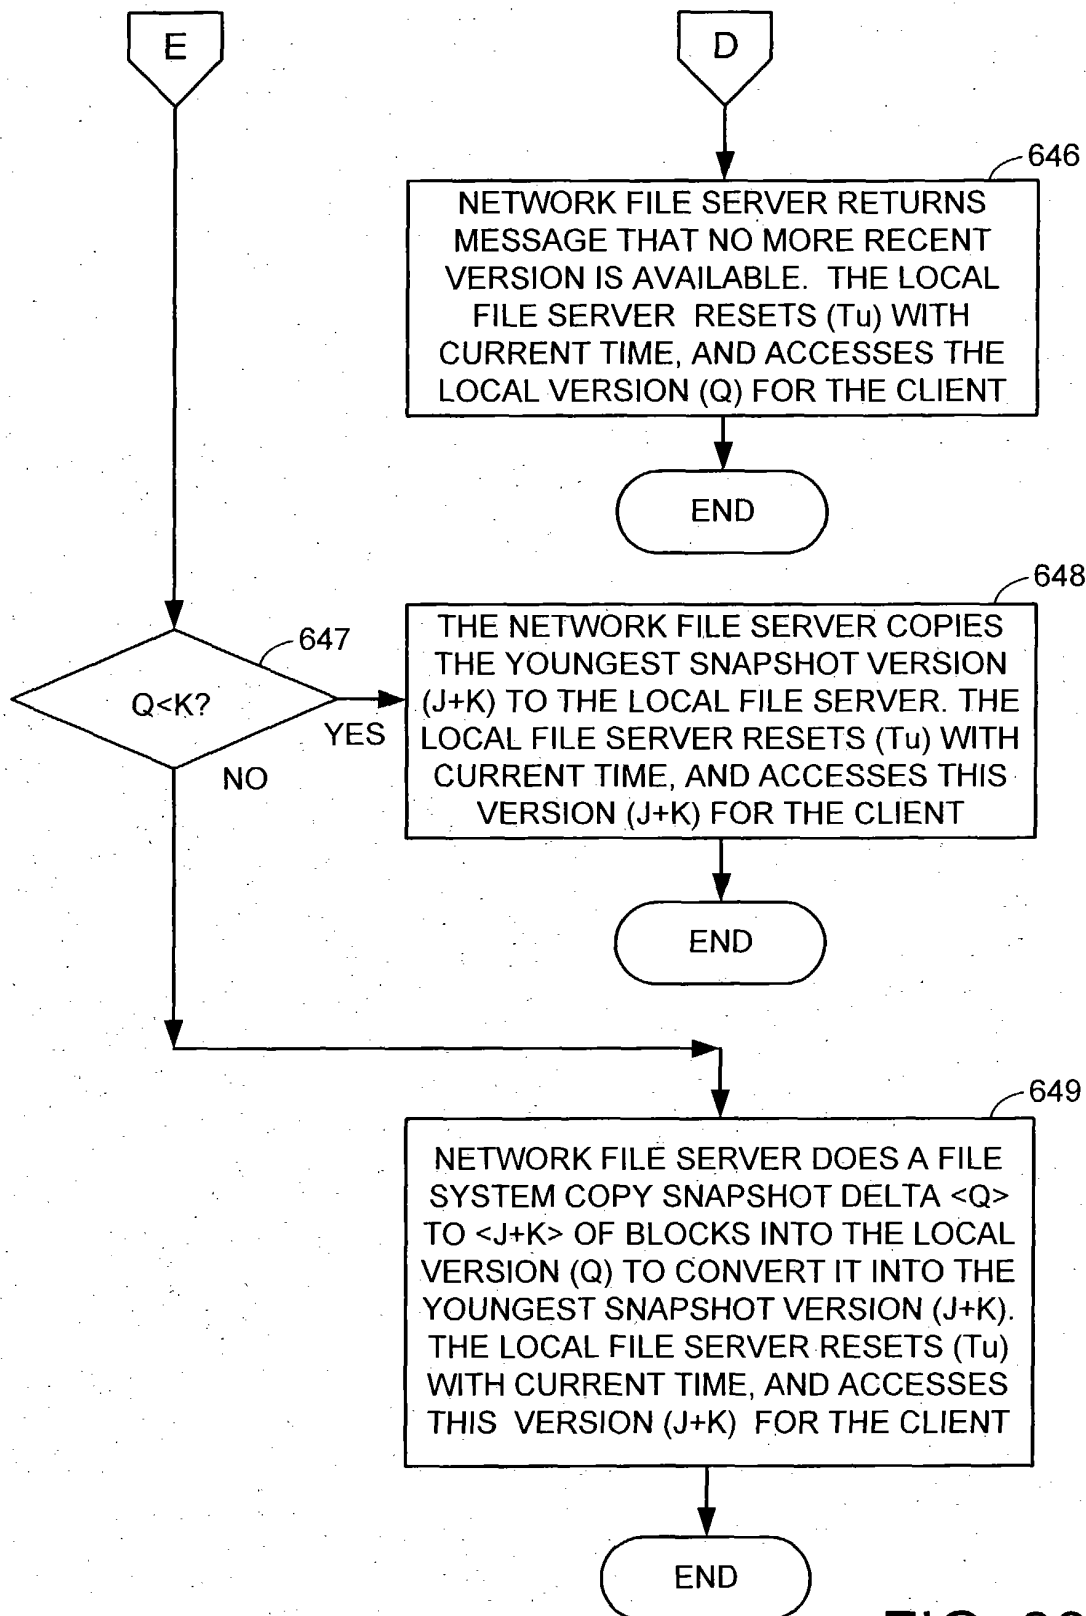 E
D
646
NETWORK FILE SERVER RETURNS
MESSAGE THAT NO MORE RECENT
VERSION IS AVAILABLE. THE LOCAL
FILE SERVER RESETS (Tu) WITH
CURRENT TIME, AND ACCESSES THE
LOCAL VERSION (Q) FOR THE CLIENT
END
647
Q<K?
YES
NO
648
THE NETWORK FILE SERVER COPIES
THE YOUNGEST SNAPSHOT VERSION
(J+K) TO THE LOCAL FILE SERVER. THE
LOCAL FILE SERVER RESETS (Tu) WITH
CURRENT TIME, AND ACCESSES THIS
VERSION (J+K) FOR THE CLIENT
END
649
NETWORK FILE SERVER DOES A FILE
SYSTEM COPY SNAPSHOT DELTA <Q>
TO <J+K> OF BLOCKS INTO THE LOCAL
VERSION (Q) TO CONVERT IT INTO THE
YOUNGEST SNAPSHOT VERSION (J+K).
THE LOCAL FILE SERVER RESETS (Tu)
WITH CURRENT TIME, AND ACCESSES
THIS VERSION (J+K) FOR THE CLIENT
END